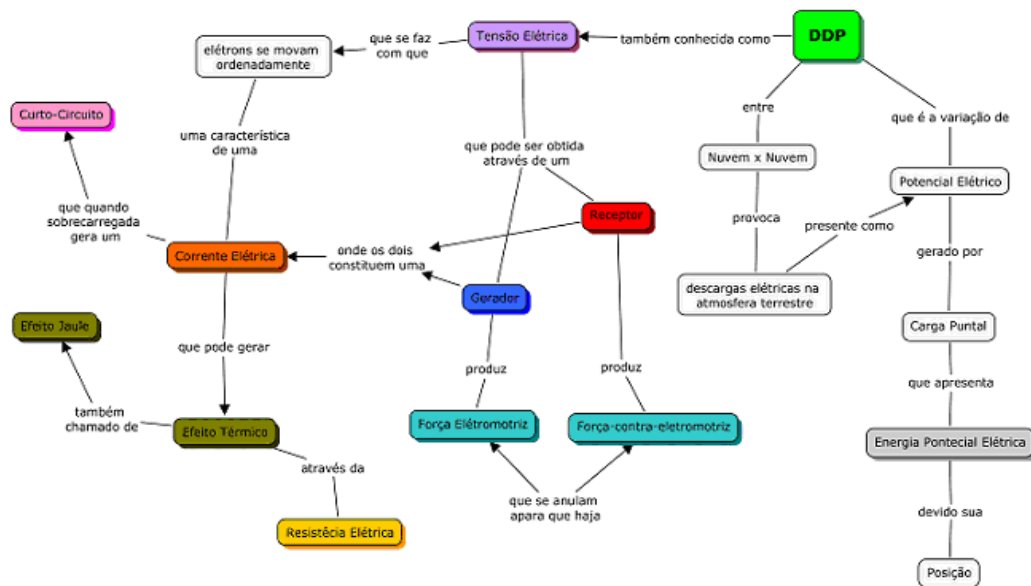 DDP
também conhecida como
Tensão Elétrica
que se faz
com que
elétrons se movam
ordenadamente
uma característica
de uma
Corrente Elétrica
que quando
sobrecarregada
gera um
Curto-Circuito
que pode gerar
Efeito Térmico
também
chamado de
Efeito Jaule
através da
Resistêcia Elétrica
que pode ser obtida
através de um
Receptor
Gerador
onde os dois
constituem uma
produz
Força Elétromotriz
produz
Força-contra-eletromotriz
que se anulam
apara que haja
entre
Nuvem x Nuvem
provoca
descargas elétricas na
atmosfera terrestre
presente como
que é a variação de
Potencial Elétrico
gerado por
Carga Puntal
que apresenta
Energia Pontecial Elétrica
devido sua
Posição